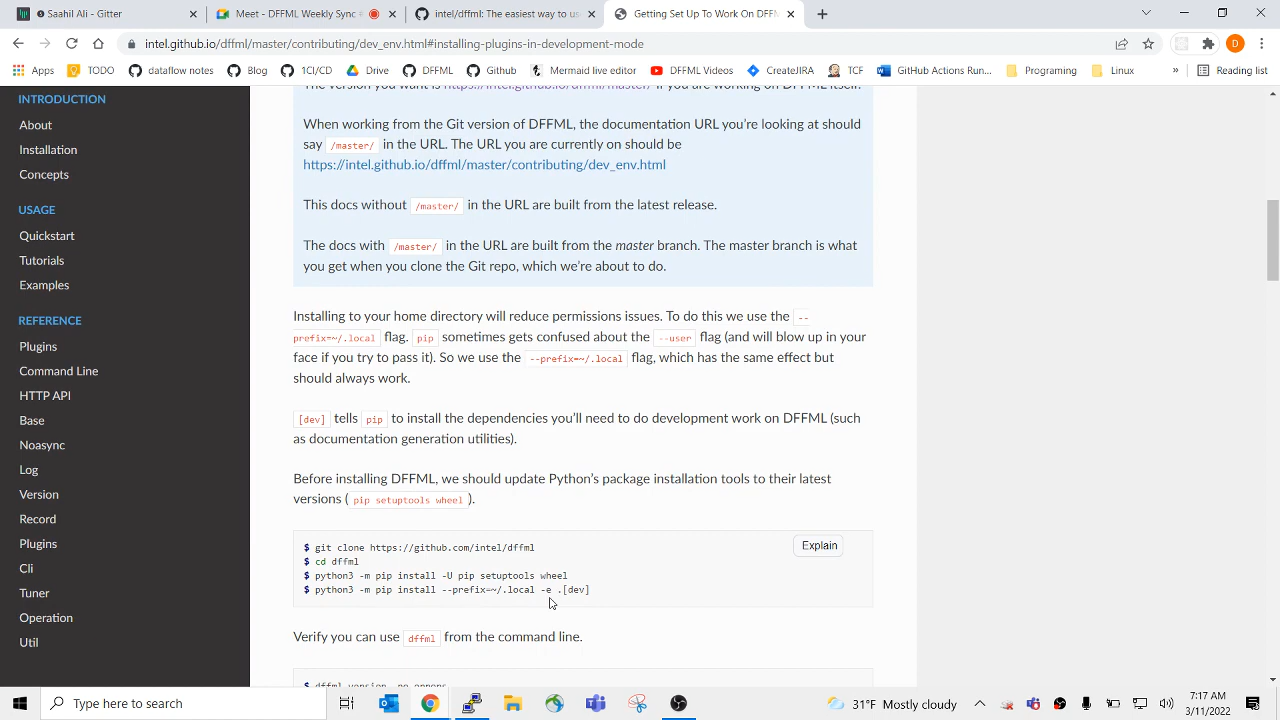 Saahil Ali - Gitter
Meet - DFFML Weekly Sync
intel/dffml: The easiest way to us
Getting Set Up To Work On DFFM
intel.github.io/dffml/master/contributing/dev_env.html#installing-plugins-in-development-mode
D
Apps
TODO
dataflow notes
Blog
1CI/CD
Drive
DFFML
Github
Mermaid live editor
DFFML Videos
CreateJIRA
TCF
GitHub Actions Run...
Programing
Linux
»
Reading list
INTRODUCTION
About
Installation
Concepts
USAGE
Quickstart
Tutorials
Examples
REFERENCE
Plugins
Command Line
HTTP API
Base
Noasync
Log
Version
Record
Plugins
Cli
Tuner
Operation
Util
The version you want is https://intel.github.io/dffml/master/ if you are working on DFFML itself.
When working from the Git version of DFFML, the documentation URL you're looking at should
say /master/ in the URL. The URL you are currently on should be
https://intel.github.io/dffml/master/contributing/dev_env.html
This docs without /master/ in the URL are built from the latest release.
The docs with /master/ in the URL are built from the master branch. The master branch is what
you get when you clone the Git repo, which we're about to do.
Installing to your home directory will reduce permissions issues. To do this we use the --
prefix=~/.local flag. pip sometimes gets confused about the --user flag (and will blow up in your
face if you try to pass it). So we use the --prefix=~/.local flag, which has the same effect but
should always work.
[dev] tells pip to install the dependencies you'll need to do development work on DFFML (such
as documentation generation utilities).
Before installing DFFML, we should update Python's package installation tools to their latest
versions ( pip setuptools wheel ).
Explain
$ git clone https://github.com/intel/dffml
$ cd dffml
$ python3 -m pip install -U pip setuptools wheel
$ python3 -m pip install --prefix=~/.local -e .[dev]
Verify you can use dffml from the command line.
$ dffml version -no-errors
Type here to search
31°F Mostly cloudy
7:17 AM
3/11/2022